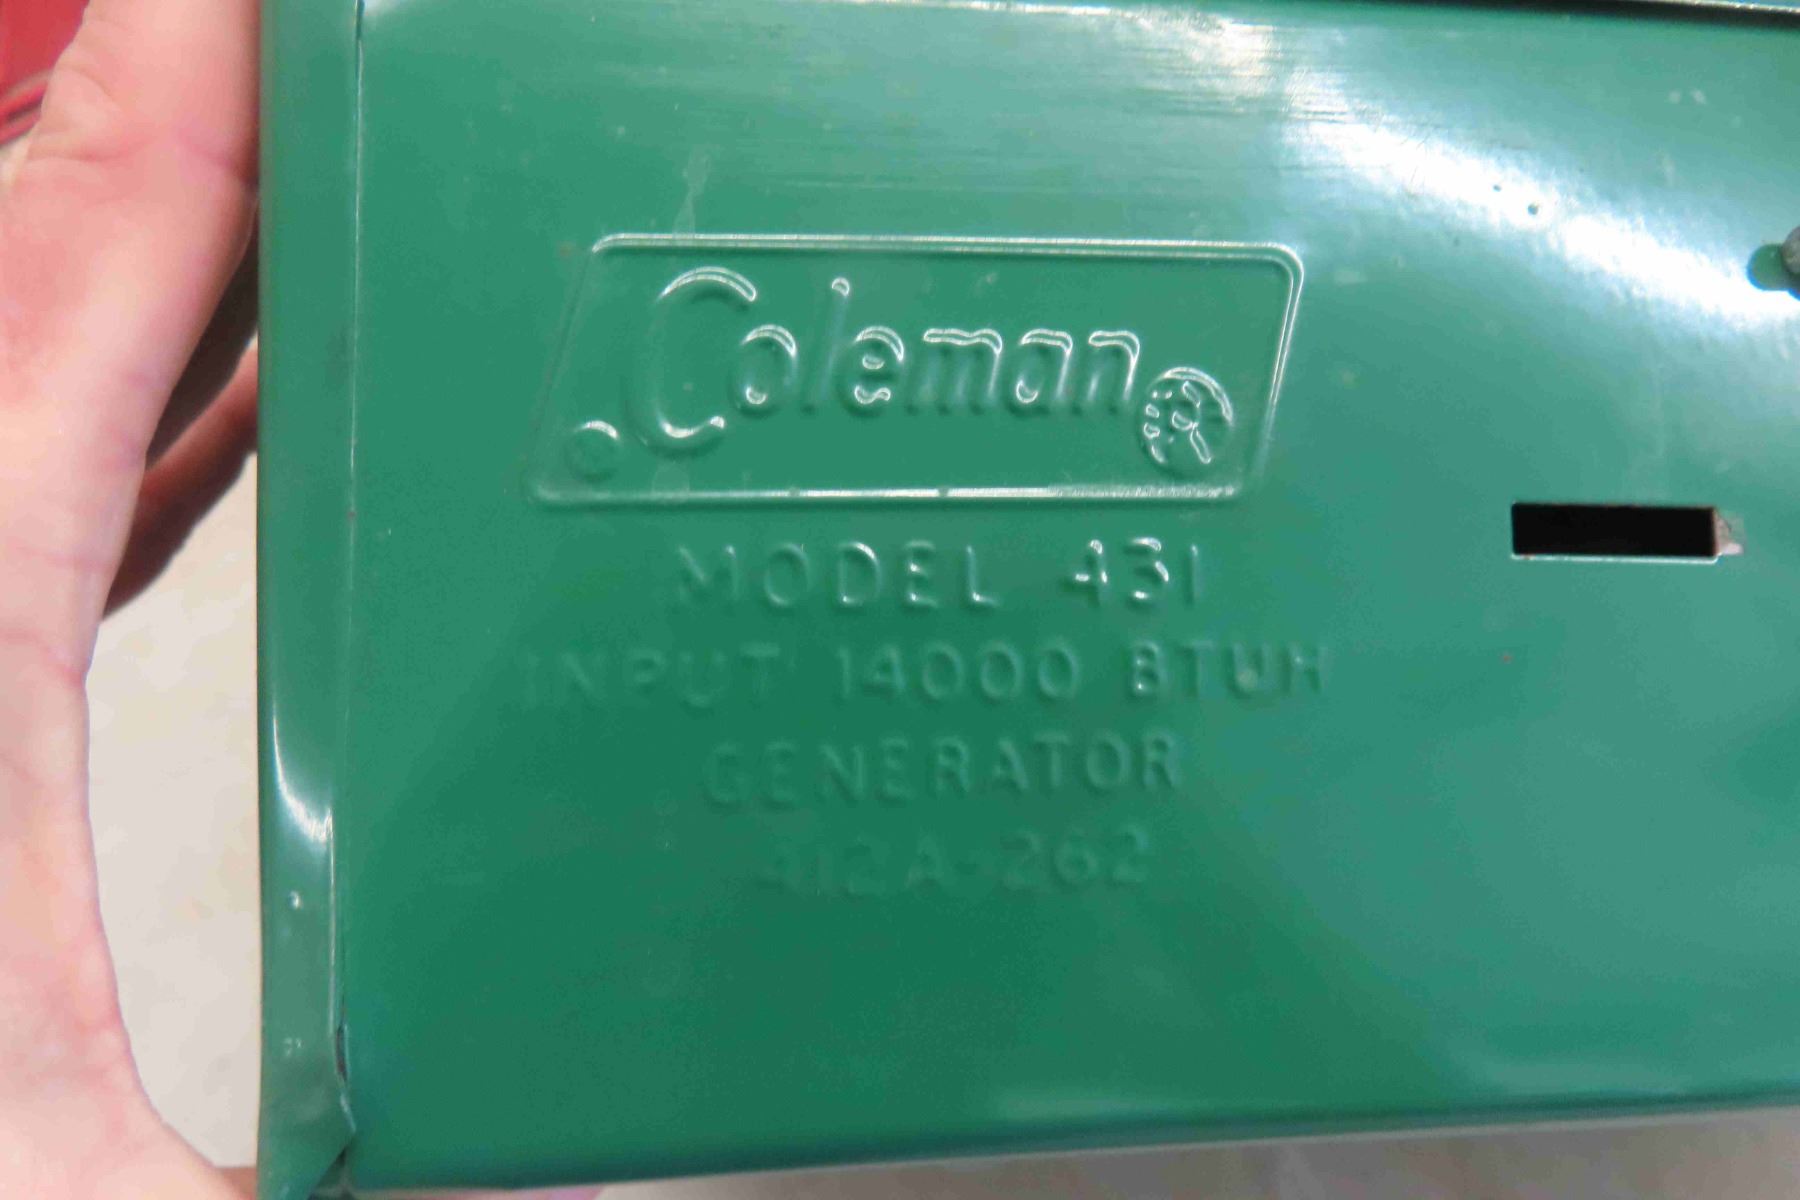 Coleman ®
MODEL 431
INPUT 14000 BTUH
GENERATOR
412A-262